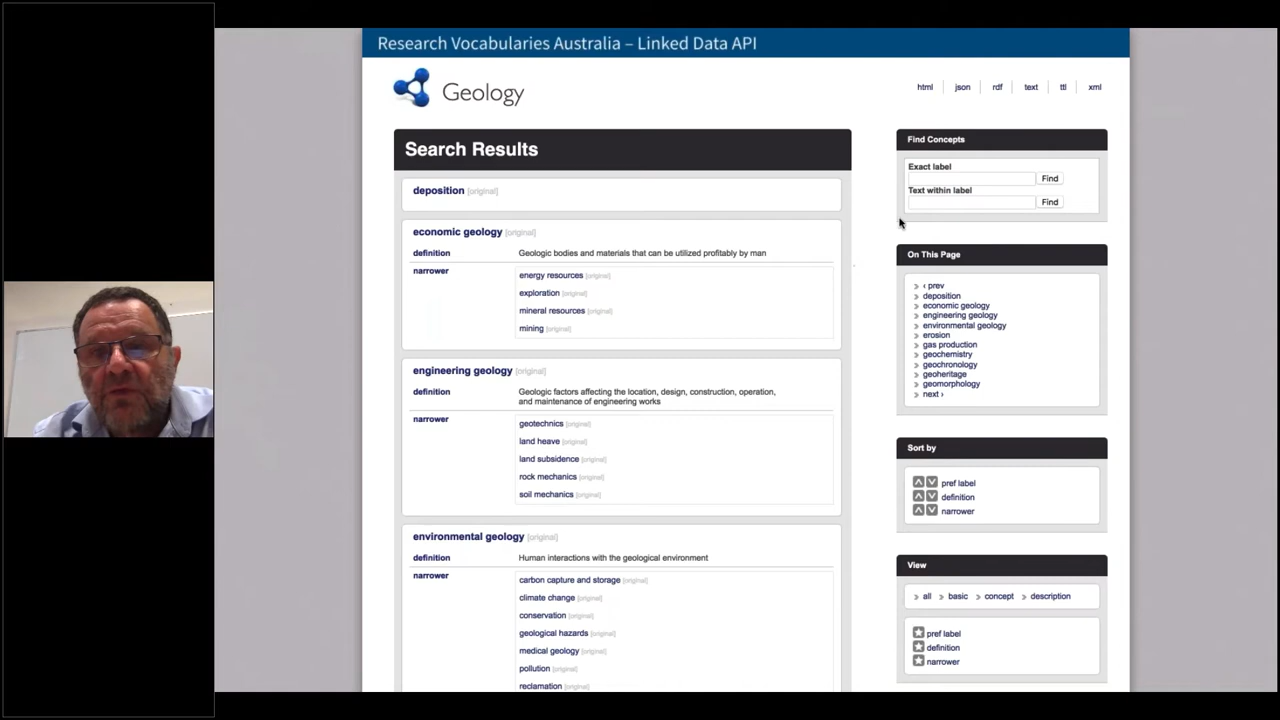 Research Vocabularies Australia – Linked Data API
Geology
html json rdf text ttl xml
Search Results
deposition [original]
economic geology [original]
definition Geologic bodies and materials that can be utilized profitably by man
narrower energy resources [original]
exploration [original]
mineral resources [original]
mining [original]
engineering geology [original]
definition Geologic factors affecting the location, design, construction, operation,
and maintenance of engineering works
narrower geotechnics [original]
land heave [original]
land subsidence [original]
rock mechanics [original]
soil mechanics [original]
environmental geology [original]
definition Human interactions with the geological environment
narrower carbon capture and storage [original]
climate change [original]
conservation [original]
geological hazards [original]
medical geology [original]
pollution [original]
reclamation [original]
Find Concepts
Exact label
Find
Text within label
Find
On This Page
» ‹ prev
» deposition
» economic geology
» engineering geology
» environmental geology
» erosion
» gas production
» geochemistry
» geochronology
» geoheritage
» geomorphology
» next ›
Sort by
pref label
definition
narrower
View
» all » basic » concept » description
pref label
definition
narrower